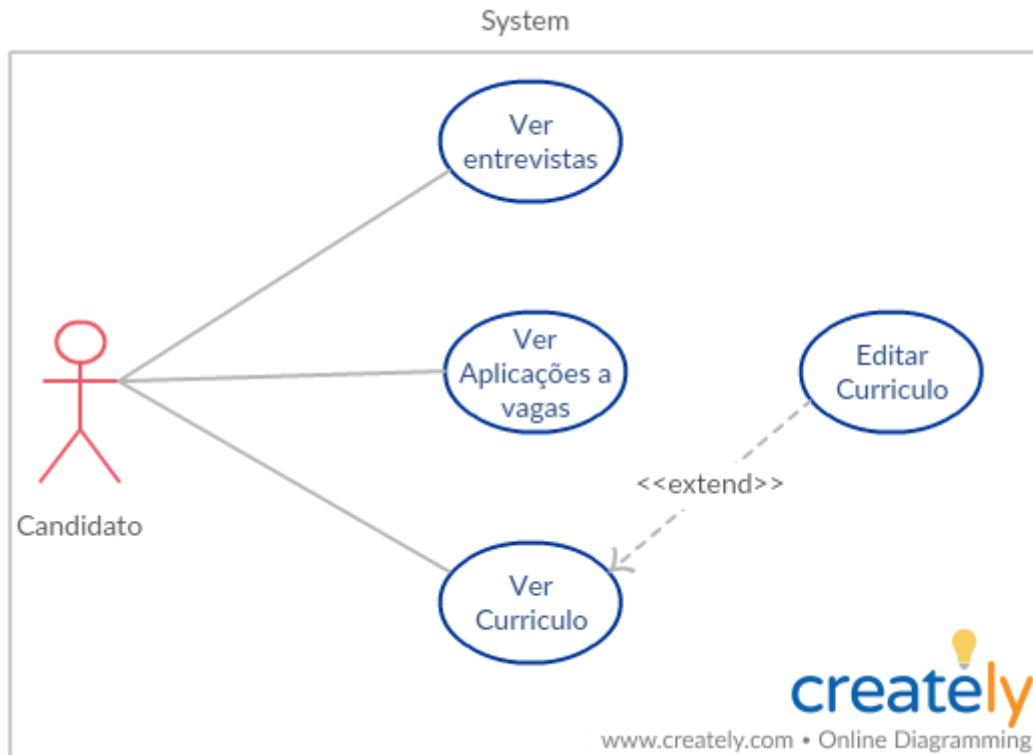 System
Ver
entrevistas
Ver
Aplicações a
vagas
Editar
Curriculo
<<extend>>
Candidato
Ver
Curriculo
creately
www.creately.com • Online Diagramming